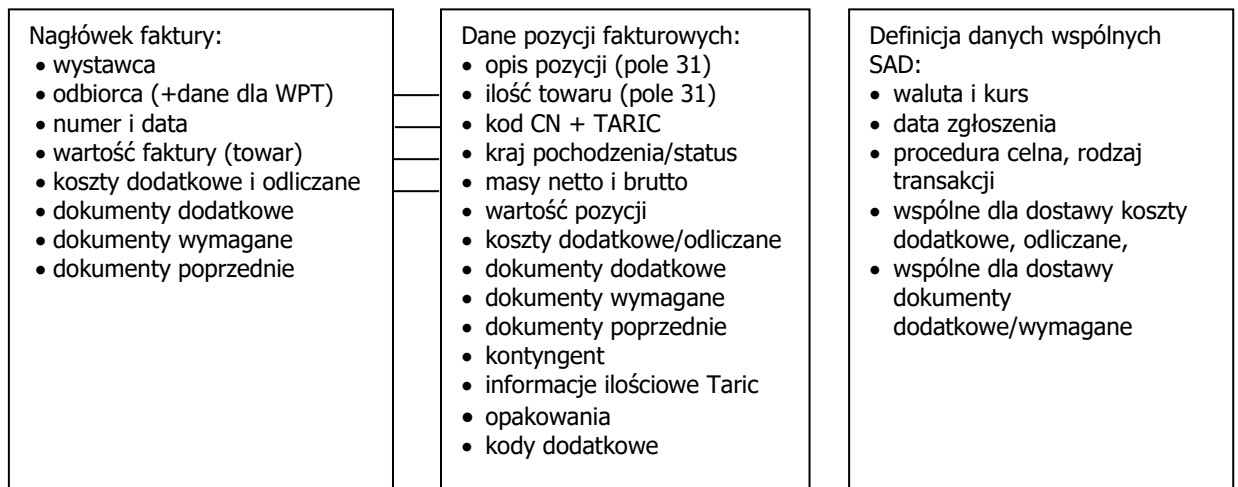 Nagłówek faktury:
• wystawca
• odbiorca (+dane dla WPT)
• numer i data
• wartość faktury (towar)
• koszty dodatkowe i odliczane
• dokumenty dodatkowe
• dokumenty wymagane
• dokumenty poprzednie
Dane pozycji fakturowych:
• opis pozycji (pole 31)
• ilość towaru (pole 31)
• kod CN + TARIC
• kraj pochodzenia/status
• masy netto i brutto
• wartość pozycji
• koszty dodatkowe/odliczane
• dokumenty dodatkowe
• dokumenty wymagane
• dokumenty poprzednie
• kontyngent
• informacje ilościowe Taric
• opakowania
• kody dodatkowe
Definicja danych wspólnych
SAD:
• waluta i kurs
• data zgłoszenia
• procedura celna, rodzaj
transakcji
• wspólne dla dostawy koszty
dodatkowe, odliczane,
• wspólne dla dostawy
dokumenty
dodatkowe/wymagane